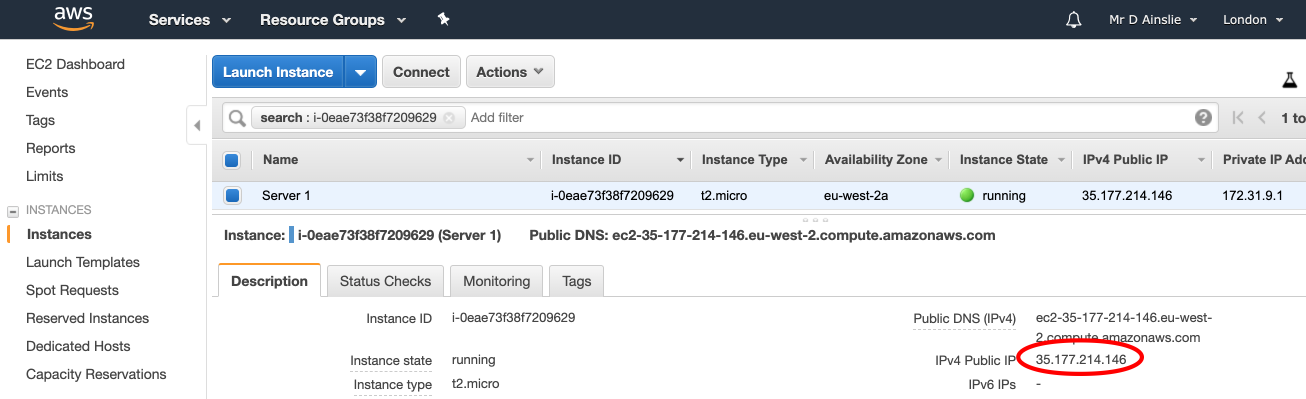 aws Services Resource Groups Mr D Ainslie London
EC2 Dashboard
Events
Tags
Reports
Limits
INSTANCES
Instances
Launch Templates
Spot Requests
Reserved Instances
Dedicated Hosts
Capacity Reservations
Launch Instance Connect Actions
search : i-0eae73f38f7209629 Add filter ? 1 to
Name Instance ID Instance Type Availability Zone Instance State IPv4 Public IP Private IP Add
Server 1 i-0eae73f38f7209629 t2.micro eu-west-2a running 35.177.214.146 172.31.9.1
Instance: i-0eae73f38f7209629 (Server 1) Public DNS: ec2-35-177-214-146.eu-west-2.compute.amazonaws.com
Description Status Checks Monitoring Tags
Instance ID i-0eae73f38f7209629 Public DNS (IPv4) ec2-35-177-214-146.eu-west-
2.compute.amazonaws.com
Instance state running IPv4 Public IP 35.177.214.146
Instance type t2.micro IPv6 IPs -